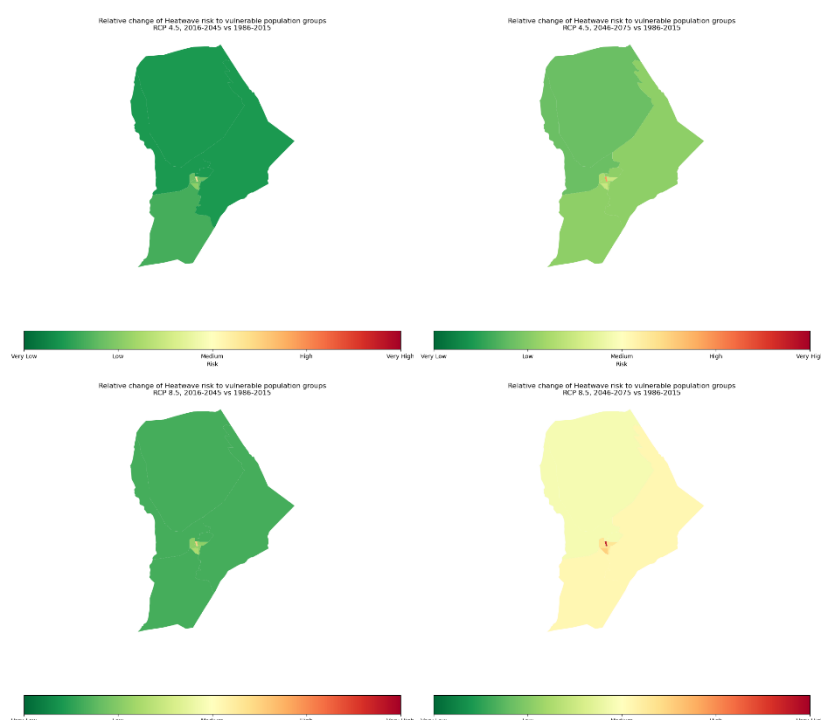 Relative change of Heatwave risk to vulnerable population groups
RCP 4.5, 2016-2045 vs 1986-2015
Very Low Low Medium High Very High
Risk
Relative change of Heatwave risk to vulnerable population groups
RCP 4.5, 2046-2075 vs 1986-2015
Very Low Low Medium High Very High
Risk
Relative change of Heatwave risk to vulnerable population groups
RCP 8.5, 2016-2045 vs 1986-2015
Relative change of Heatwave risk to vulnerable population groups
RCP 8.5, 2046-2075 vs 1986-2015